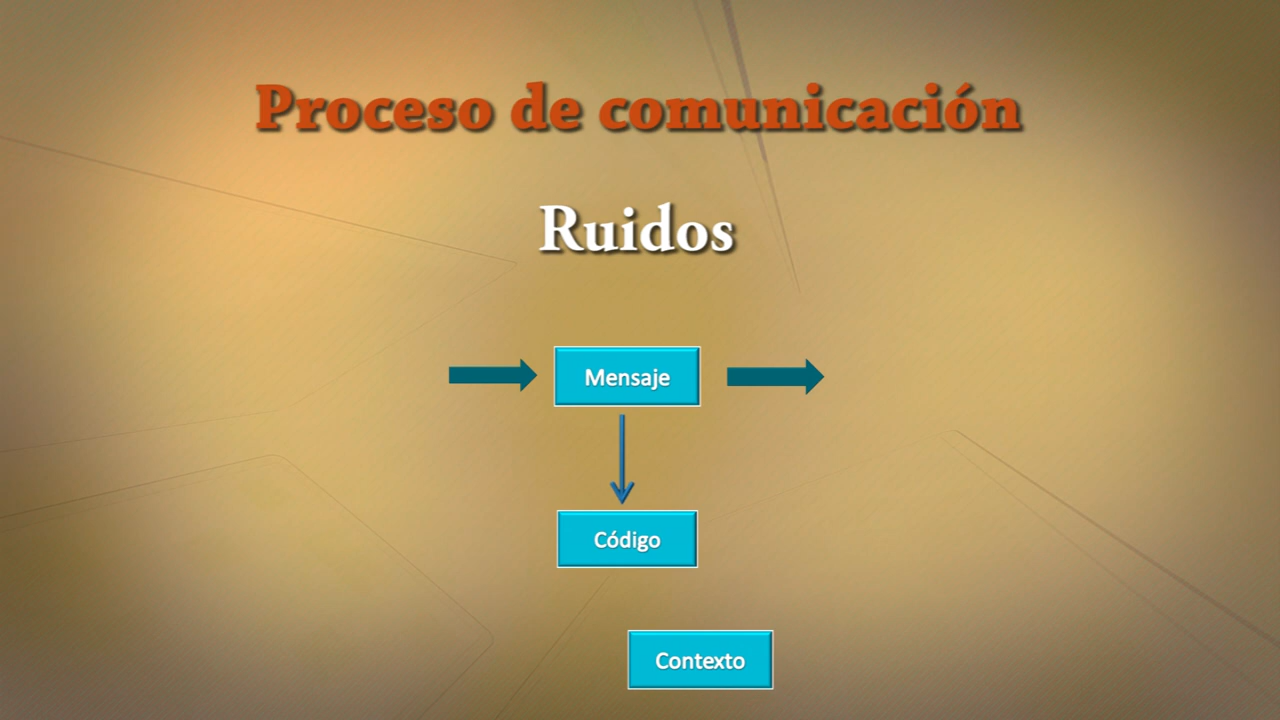 Proceso de comunicación
Ruidos
Mensaje
Código
Contexto